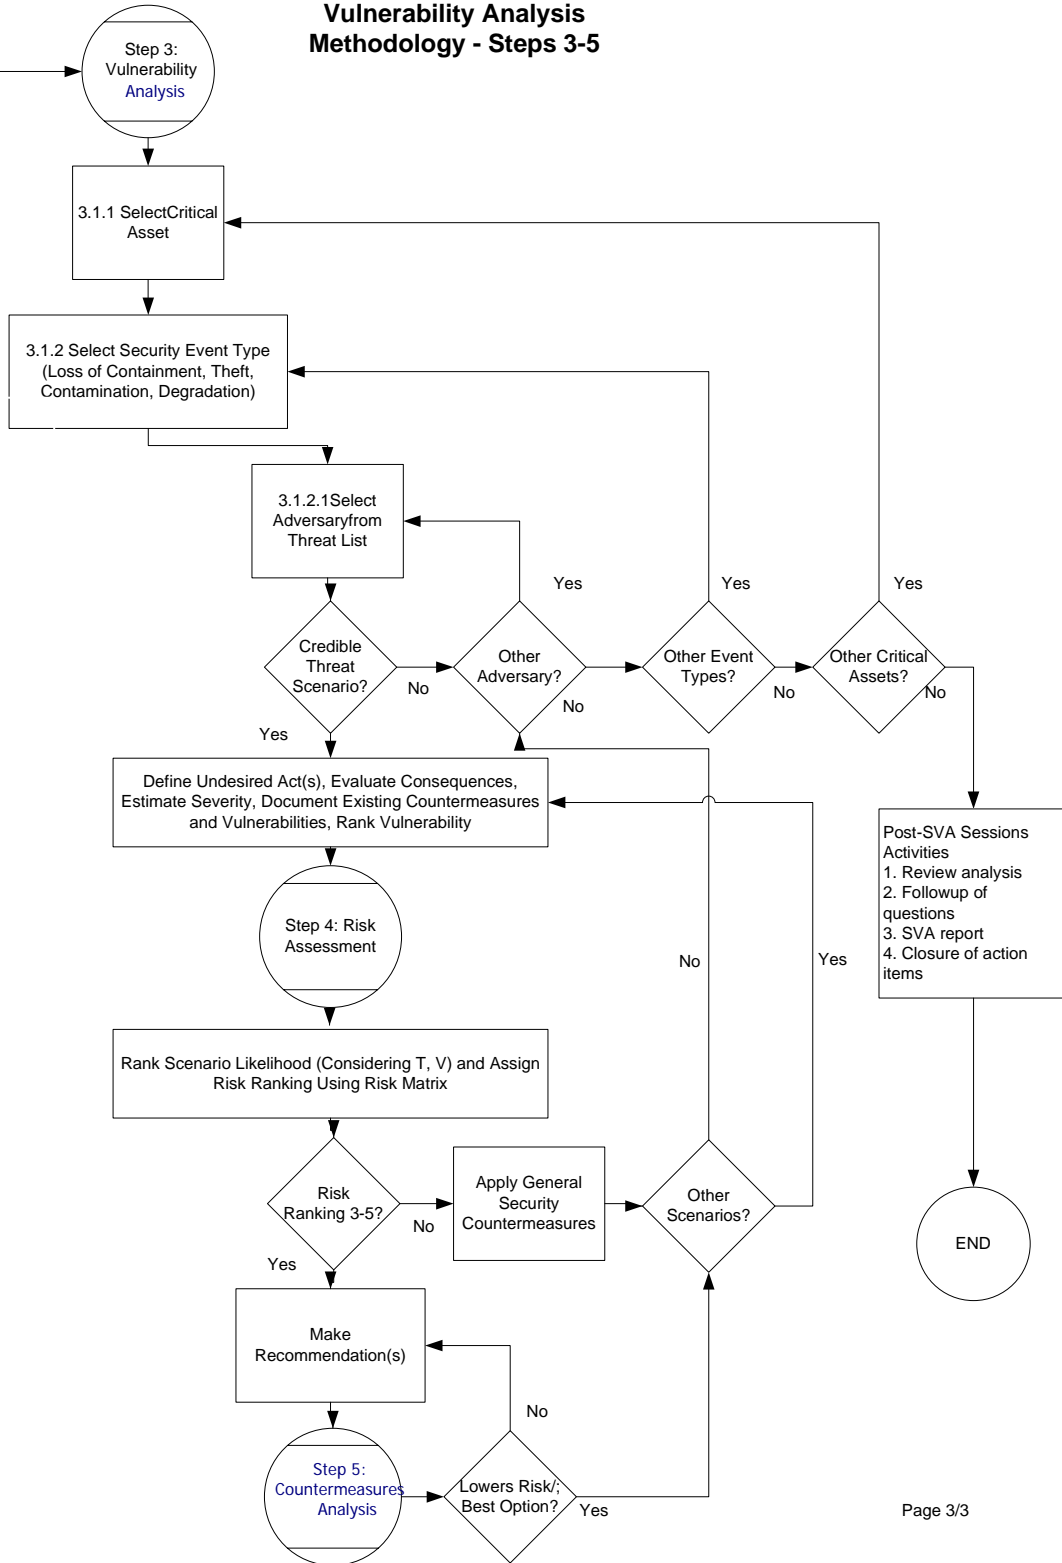 Vulnerability Analysis
Methodology - Steps 3-5
Step 3:
Vulnerability
Analysis
3.1.1 SelectCritical
Asset
3.1.2 Select Security Event Type
(Loss of Containment, Theft,
Contamination, Degradation)
3.1.2.1Select
Adversaryfrom
Threat List
Yes
Yes
Yes
Credible
Threat
Scenario?
No
Other
Adversary?
No
Other Event
Types?
No
Other Critical
Assets?
No
Yes
Define Undesired Act(s), Evaluate Consequences,
Estimate Severity, Document Existing Countermeasures
and Vulnerabilities, Rank Vulnerability
Post-SVA Sessions
Activities
1. Review analysis
2. Followup of
questions
3. SVA report
4. Closure of action
items
Step 4: Risk
Assessment
No
Yes
Rank Scenario Likelihood (Considering T, V) and Assign
Risk Ranking Using Risk Matrix
Risk
Ranking 3-5?
No
Apply General
Security
Countermeasures
Other
Scenarios?
END
Yes
Make
Recommendation(s)
No
Step 5:
Countermeasures
Analysis
Lowers Risk/;
Best Option?
Yes
Page 3/3